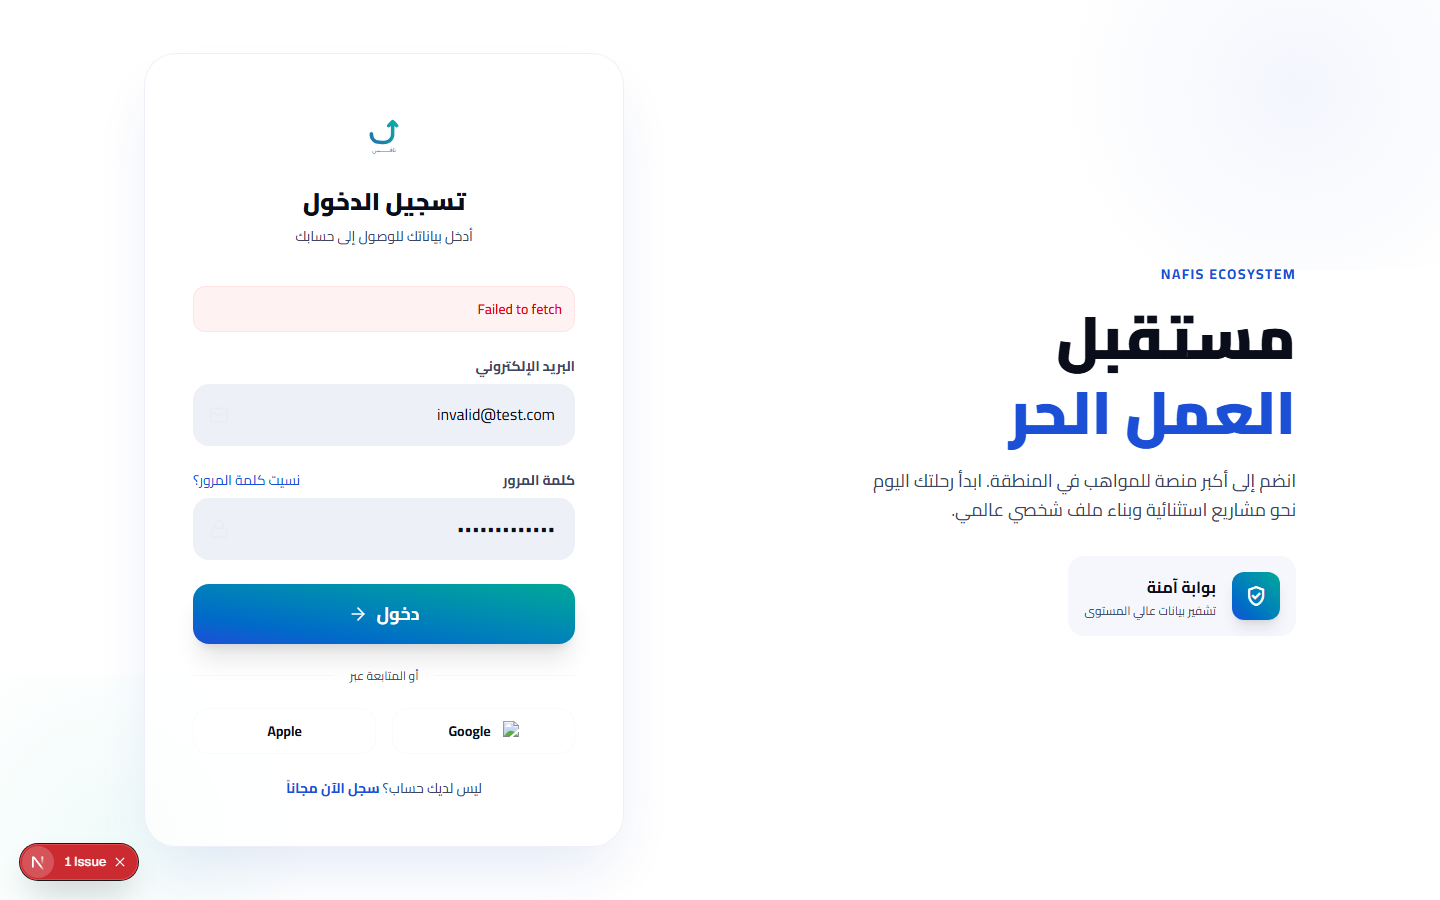 NAFIS ECOSYSTEM
مستقبل
العمل الحر
انضم إلى أكبر منصة للمواهب في المنطقة. ابدأ رحلتك اليوم
نحو مشاريع استثنائية وبناء ملف شخصي عالمي.
بوابة آمنة
تشفير بيانات عالي المستوى
تسجيل الدخول
أدخل بياناتك للوصول إلى حسابك
Failed to fetch
البريد الإلكتروني
invalid@test.com
كلمة المرور
نسيت كلمة المرور؟
دخول
أو المتابعة عبر
Google
Apple
ليس لديك حساب؟ سجل الآن مجاناً
N 1 Issue